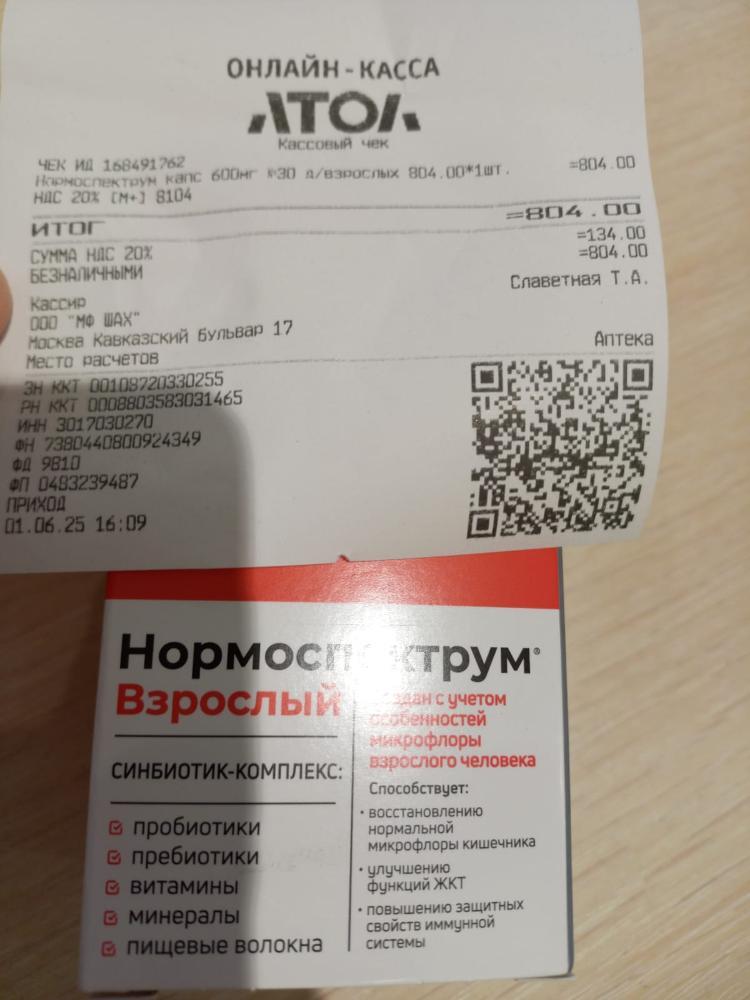 ОНЛАЙН-КАССА
АТОЛ
Кассовый чек
ЧЕК ИД 168491762
Нормоспектрум капс 600мг №30 д/взрослых 804.00*1шт. =804.00
НДС 20% [М+] 8104
ИТОГ =804.00
СУММА НДС 20% =134.00
БЕЗНАЛИЧНЫМИ =804.00
Кассир Славетная Т.А.
ООО "МФ ШАХ"
Москва Кавказский бульвар 17
Место расчетов Аптека
ЗН ККТ 00108720330255
РН ККТ 0008803583031465
ИНН 3017030270
ФН 7380440800924349
ФД 9810
ФП 0483239487
ПРИХОД
01.06.25 16:09
Нормоспектрум®
Взрослый
СИНБИОТИК-КОМПЛЕКС:
пробиотики
пребиотики
витамины
минералы
пищевые волокна
Создан с учетом
особенностей
микрофлоры
взрослого человека
Способствует:
• восстановлению
нормальной
микрофлоры кишечника
• улучшению
функций ЖКТ
• повышению защитных
свойств иммунной
системы